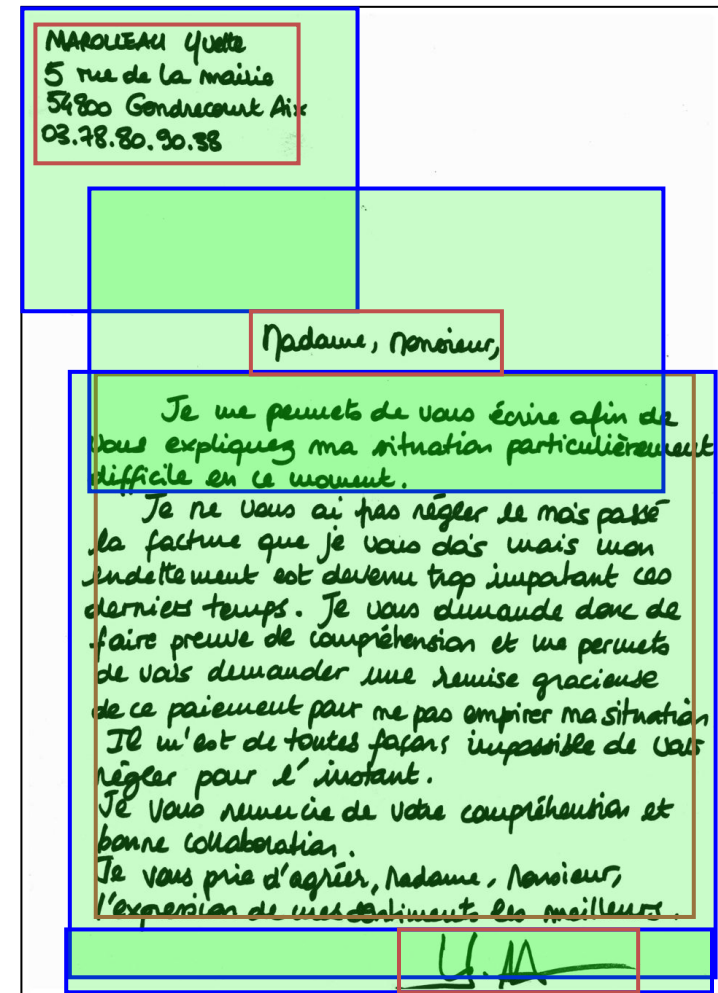 MAROLLEAU Yvette
5 rue de la mairie
54800 Gondrecourt Aix
03.78.80.90.38
Madame, Monsieur,
Je me permets de vous écrire afin de
vous expliquez ma situation particulièrement
difficile en ce moment.
Je ne vous ai pas régler le mois passé
la facture que je vous dois mais mon
endettement est devenu trop important ces
derniers temps. Je vous demande donc de
faire preuve de compréhension et me permets
de vous demander une remise gracieuse
de ce paiement pour ne pas empirer ma situation
Il m'est de toutes façons impossible de vous
régler pour l'instant.
Je vous remercie de votre compréhension et
bonne collaboration.
Je vous prie d'agréer, Madame, Monsieur,
l'expression de mes sentiments les meilleurs.